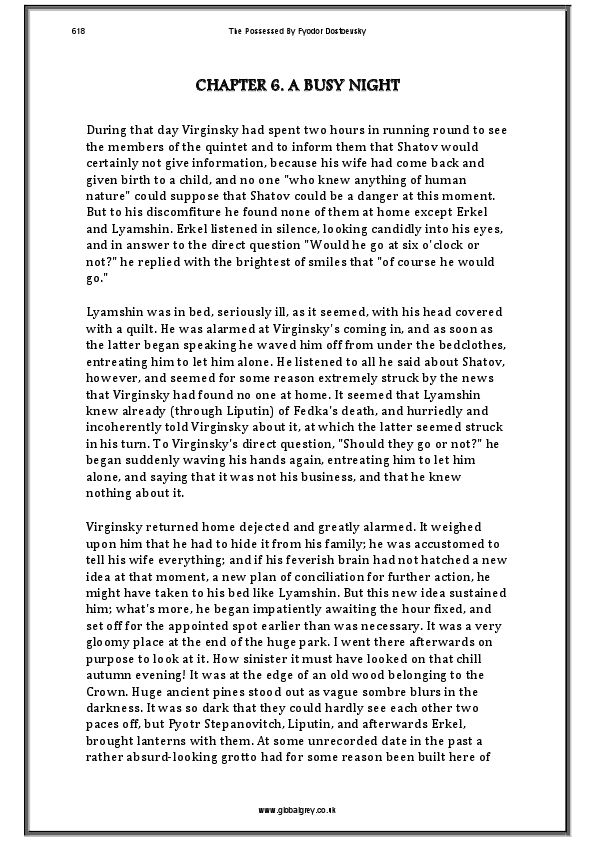 618
The Possessed By Fyodor Dostoevsky
CHAPTER 6. A BUSY NIGHT
During that day Virginsky had spent two hours in running round to see
the members of the quintet and to inform them that Shatov would
certainly not give information, because his wife had come back and
given birth to a child, and no one "who knew anything of human
nature" could suppose that Shatov could be a danger at this moment.
But to his discomfiture he found none of them at home except Erkel
and Lyamshin. Erkel listened in silence, looking candidly into his eyes,
and in answer to the direct question "Would he go at six o'clock or
not?" he replied with the brightest of smiles that "of course he would
go."
Lyamshin was in bed, seriously ill, as it seemed, with his head covered
with a quilt. He was alarmed at Virginsky's coming in, and as soon as
the latter began speaking he waved him off from under the bedclothes,
entreating him to let him alone. He listened to all he said about Shatov,
however, and seemed for some reason extremely struck by the news
that Virginsky had found no one at home. It seemed that Lyamshin
knew already (through Liputin) of Fedka's death, and hurriedly and
incoherently told Virginsky about it, at which the latter seemed struck
in his turn. To Virginsky's direct question, "Should they go or not?" he
began suddenly waving his hands again, entreating him to let him
alone, and saying that it was not his business, and that he knew
nothing about it.
Virginsky returned home dejected and greatly alarmed. It weighed
upon him that he had to hide it from his family; he was accustomed to
tell his wife everything; and if his feverish brain had not hatched a new
idea at that moment, a new plan of conciliation for further action, he
might have taken to his bed like Lyamshin. But this new idea sustained
him; what's more, he began impatiently awaiting the hour fixed, and
set off for the appointed spot earlier than was necessary. It was a very
gloomy place at the end of the huge park. I went there afterwards on
purpose to look at it. How sinister it must have looked on that chill
autumn evening! It was at the edge of an old wood belonging to the
Crown. Huge ancient pines stood out as vague sombre blurs in the
darkness. It was so dark that they could hardly see each other two
paces off, but Pyotr Stepanovitch, Liputin, and afterwards Erkel,
brought lanterns with them. At some unrecorded date in the past a
rather absurd-looking grotto had for some reason been built here of
www.globalgrey.co.uk